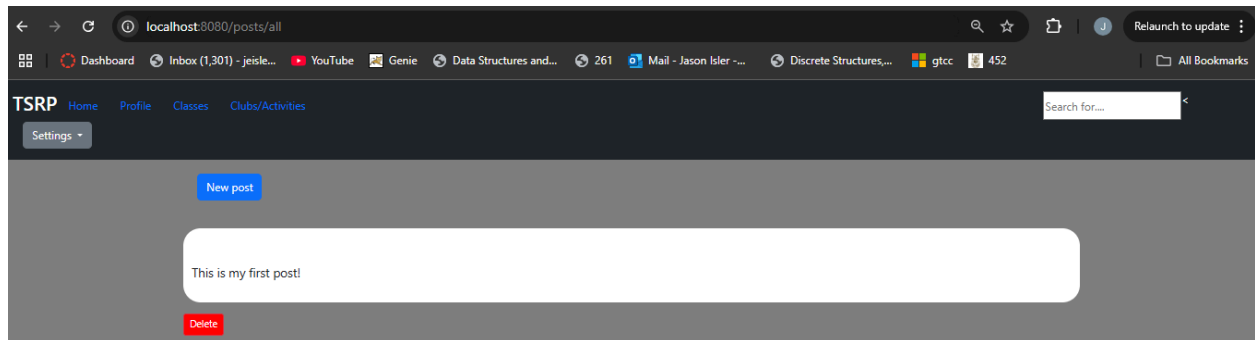 localhost:8080/posts/all
J
Relaunch to update
Dashboard Inbox (1,301) - jeisle... YouTube Genie Data Structures and... 261 Mail - Jason Isler -... Discrete Structures,... gtcc 452 All Bookmarks
TSRP Home Profile Classes Clubs/Activities Search for.... <
Settings
New post
This is my first post!
Delete